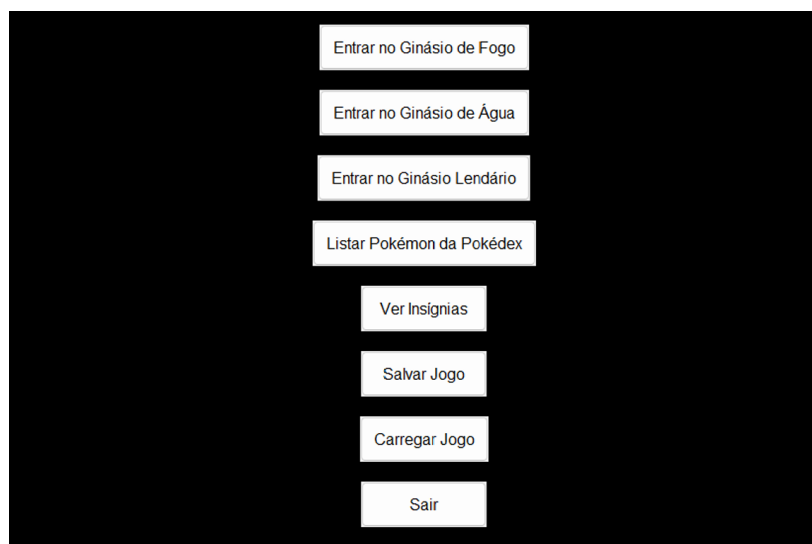 Entrar no Ginásio de Fogo
Entrar no Ginásio de Água
Entrar no Ginásio Lendário
Listar Pokémon da Pokédex
Ver Insígnias
Salvar Jogo
Carregar Jogo
Sair